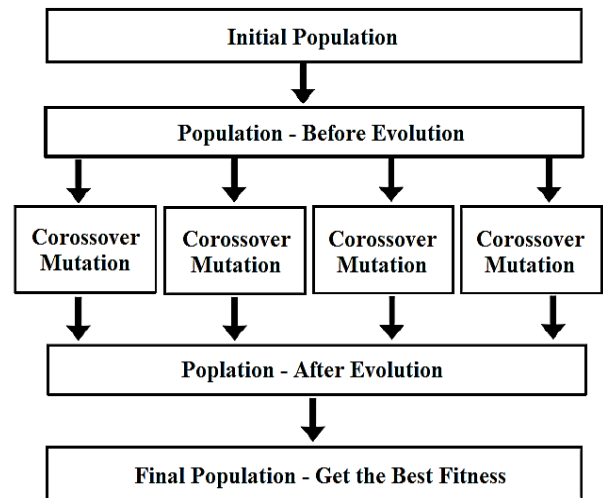 Initial Population
Population - Before Evolution
Corossover
Mutation
Corossover
Mutation
Corossover
Mutation
Corossover
Mutation
Poplation - After Evolution
Final Population - Get the Best Fitness